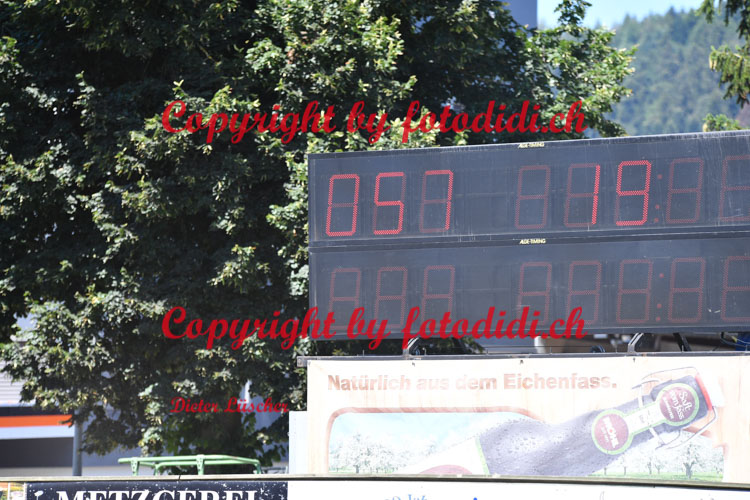 Copyright by fotodidi.ch
ALGE-TIMING
057 19
ALGE-TIMING
Copyright by fotodidi.ch
Natürlich aus dem Eichenfass.
Dieter Lüscher
METZGEREI